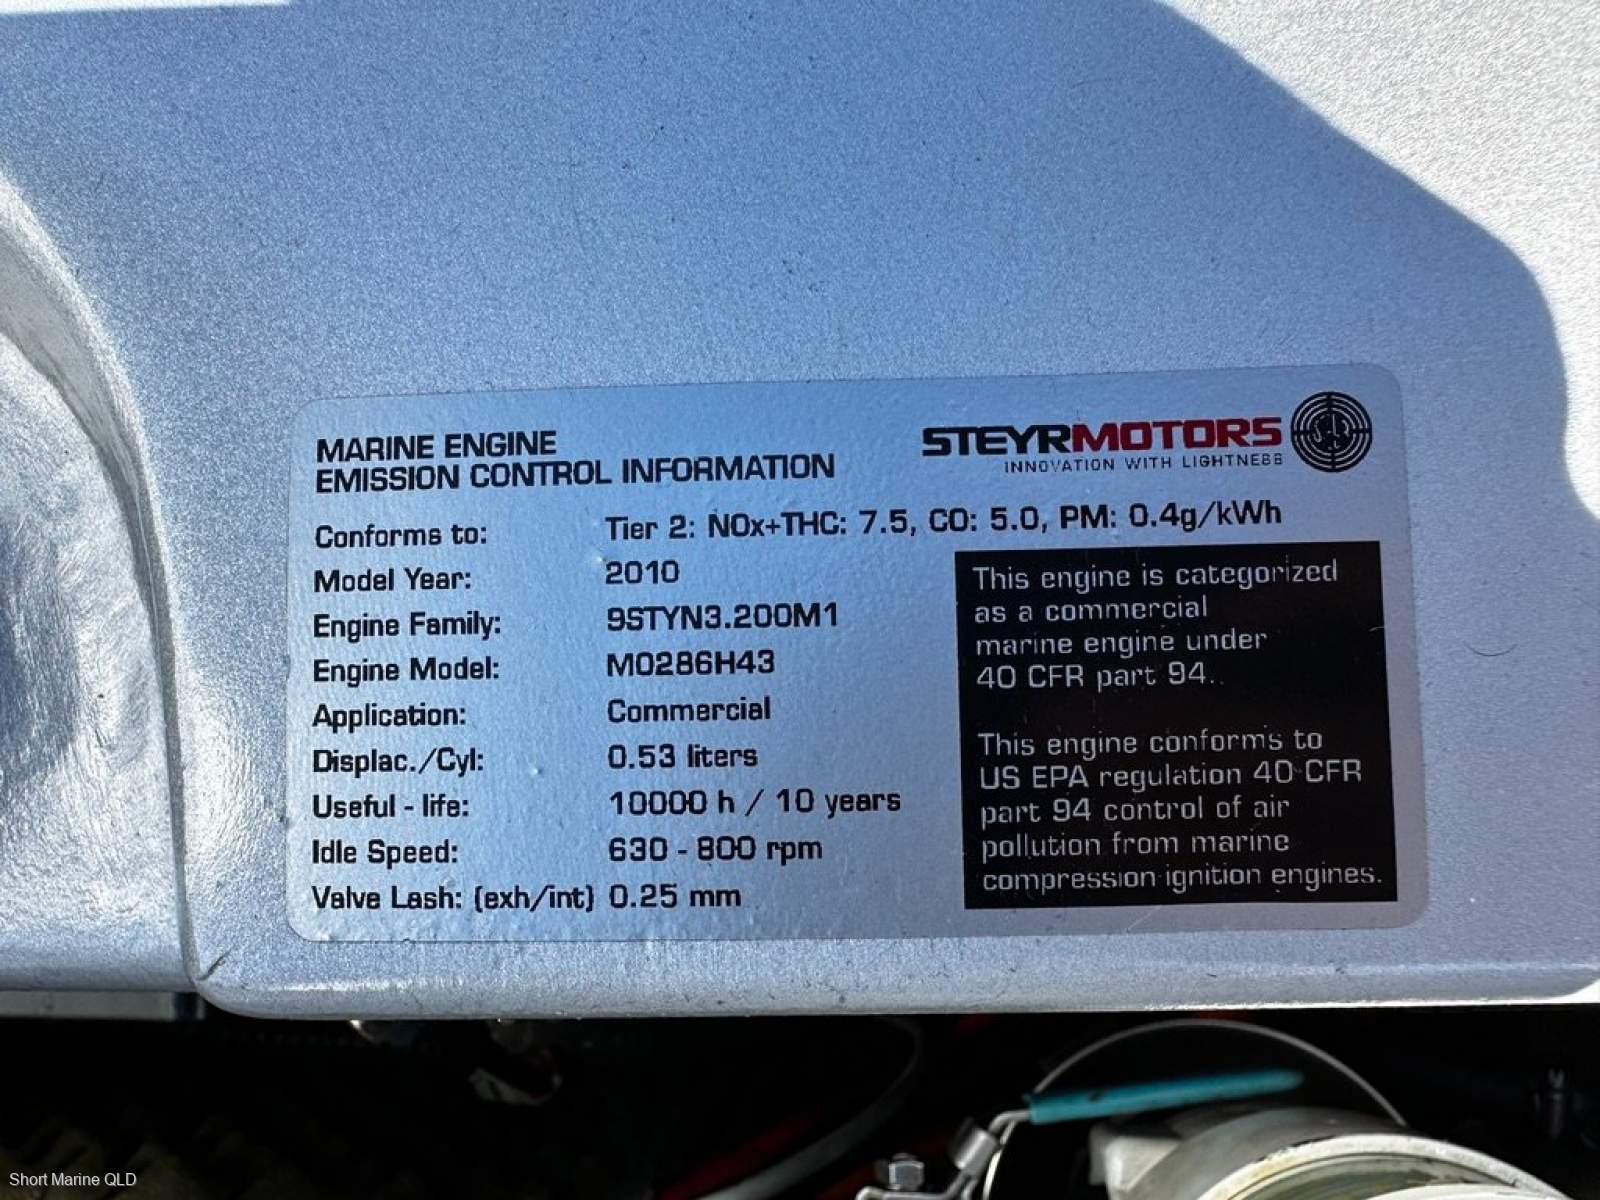 MARINE ENGINE
EMISSION CONTROL INFORMATION
STEYRMOTORS
INNOVATION WITH LIGHTNESS
Conforms to: Tier 2: NOx+THC: 7.5, CO: 5.0, PM: 0.4g/kWh
Model Year: 2010
Engine Family: 9STYN3.200M1
Engine Model: MO286H43
Application: Commercial
Displac./Cyl: 0.53 liters
Useful - life: 10000 h / 10 years
Idle Speed: 630 - 800 rpm
Valve Lash: (exh/int) 0.25 mm
This engine is categorized
as a commercial
marine engine under
40 CFR part 94.
This engine conforms to
US EPA regulation 40 CFR
part 94 control of air
pollution from marine
compression ignition engines.
Short Marine QLD